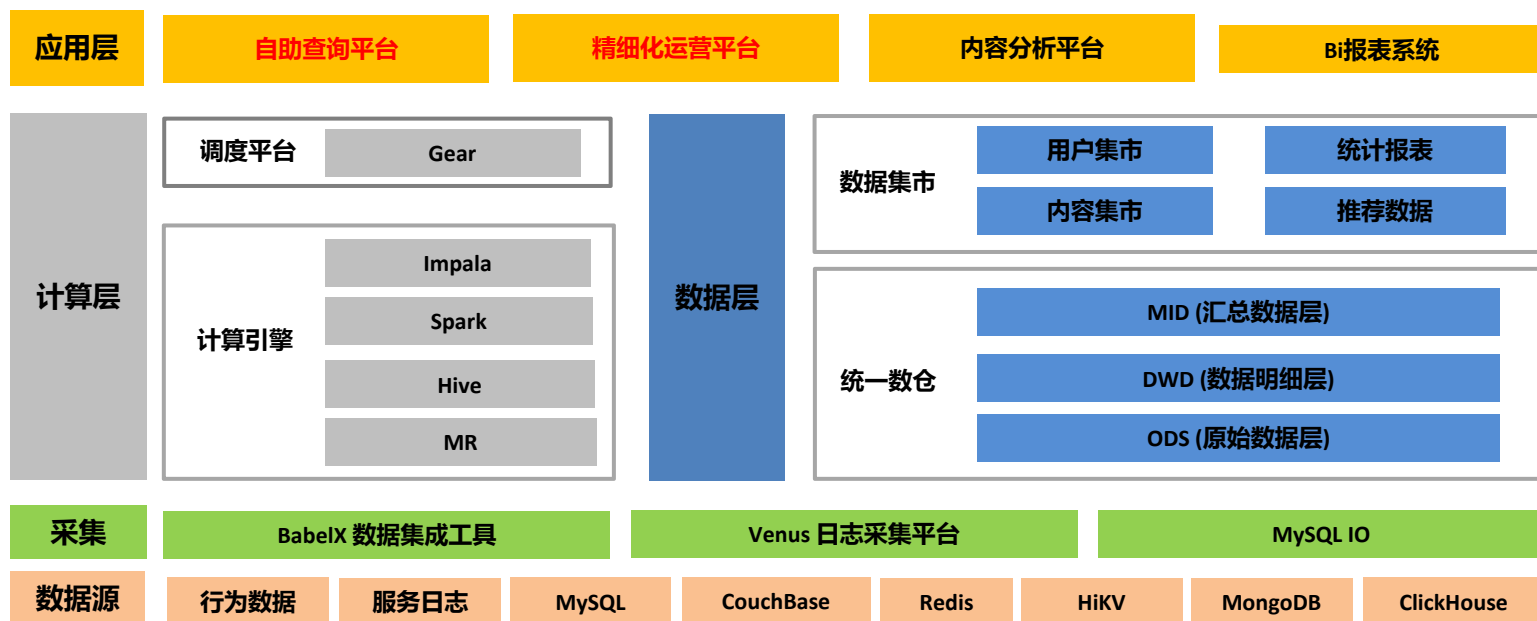 应用层
自助查询平台
精细化运营平台
内容分析平台
Bi报表系统
计算层
调度平台
Gear
计算引擎
Impala
Spark
Hive
MR
数据层
数据集市
用户集市
统计报表
内容集市
推荐数据
统一数仓
MID (汇总数据层)
DWD (数据明细层)
ODS (原始数据层)
采集
BabelX 数据集成工具
Venus 日志采集平台
MySQL IO
数据源
行为数据
服务日志
MySQL
CouchBase
Redis
HiKV
MongoDB
ClickHouse